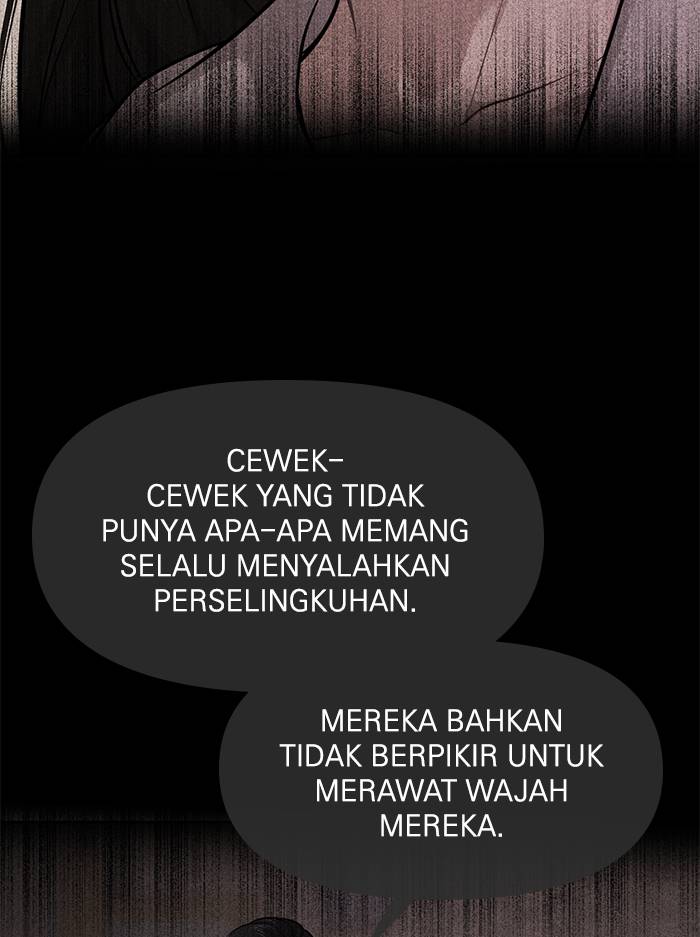 CEWEK-
CEWEK YANG TIDAK
PUNYA APA-APA MEMANG
SELALU MENYALAHKAN
PERSELINGKUHAN.
MEREKA BAHKAN
TIDAK BERPIKIR UNTUK
MERAWAT WAJAH
MEREKA.